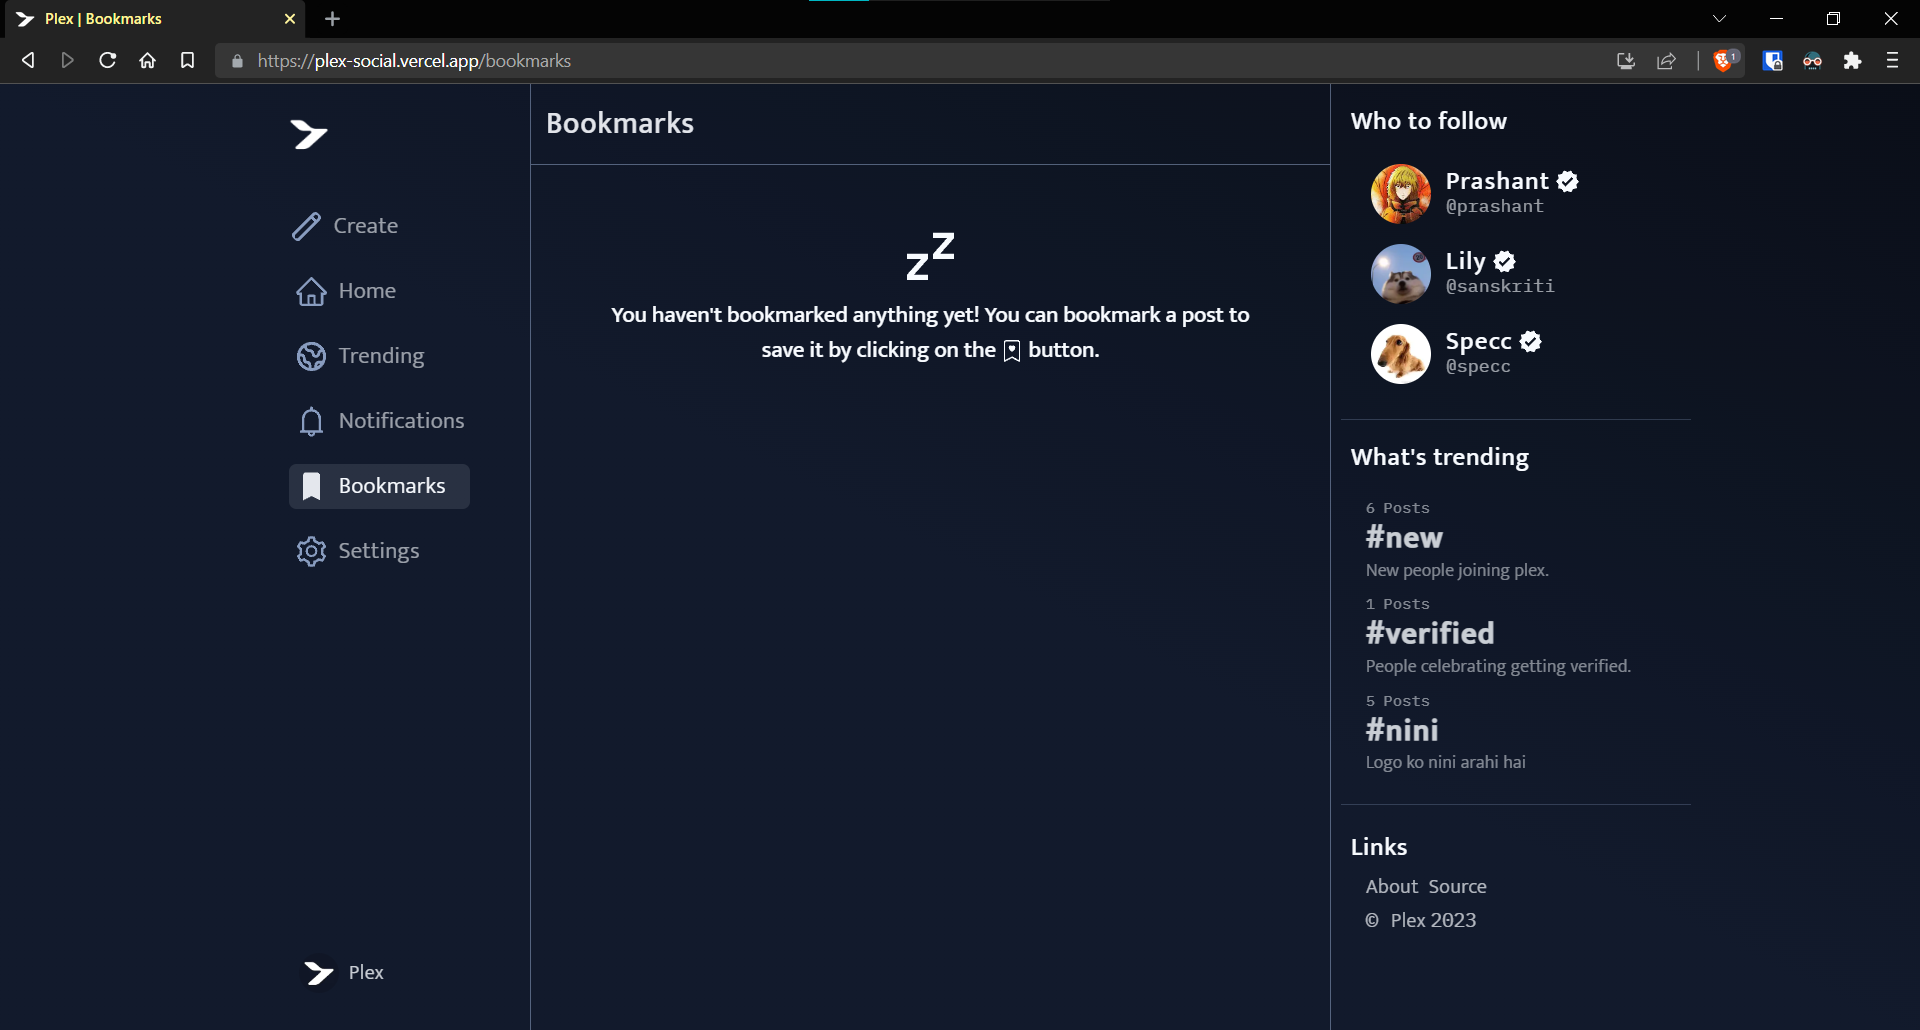 Plex | Bookmarks
https://plex-social.vercel.app/bookmarks
1
Create
Home
Trending
Notifications
Bookmarks
Settings
Plex
Bookmarks
zZ
You haven't bookmarked anything yet! You can bookmark a post to
save it by clicking on the button.
Who to follow
Prashant
@prashant
Lily
@sanskriti
Specc
@specc
What's trending
6 Posts
#new
New people joining plex.
1 Posts
#verified
People celebrating getting verified.
5 Posts
#nini
Logo ko nini arahi hai
Links
About Source
© Plex 2023